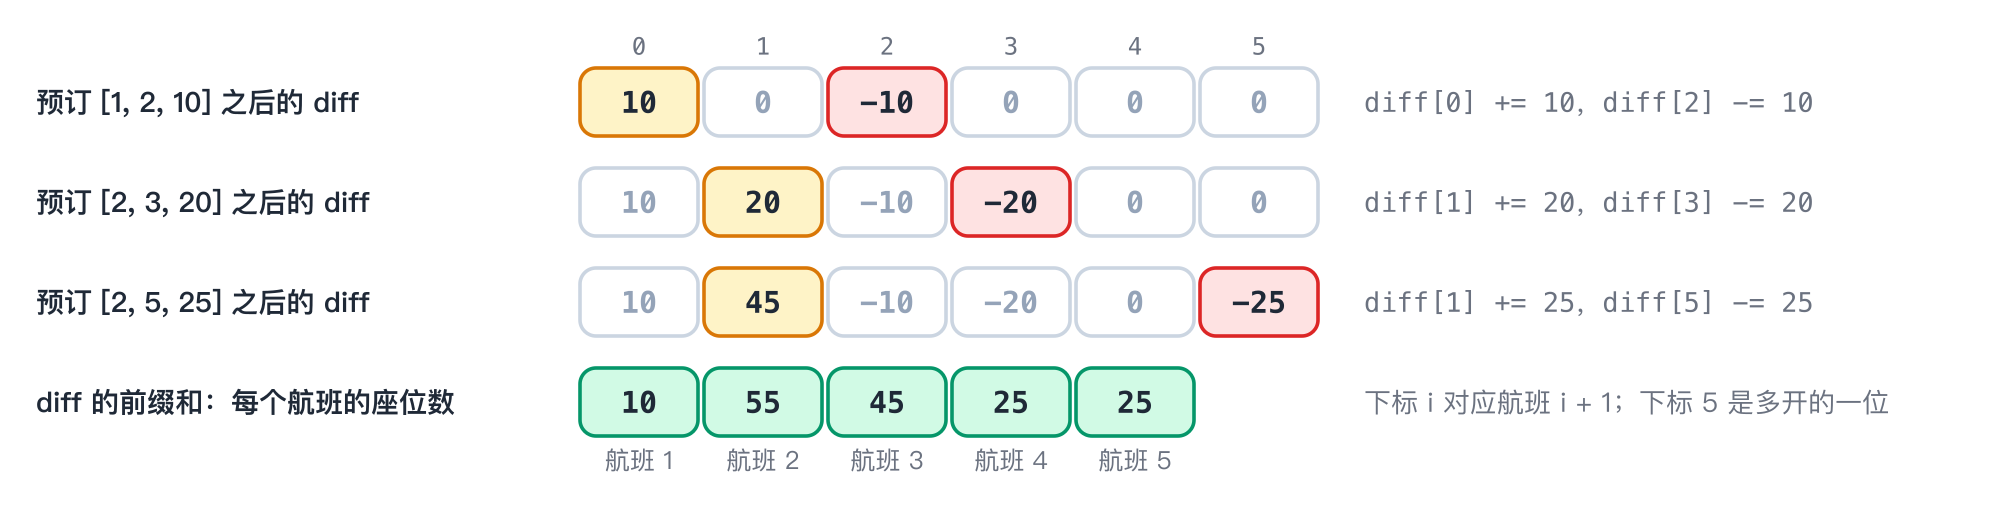 0 1 2 3 4 5
预订 [1, 2, 10] 之后的 diff 10 0 −10 0 0 0 diff[0] += 10, diff[2] −= 10
预订 [2, 3, 20] 之后的 diff 10 20 −10 −20 0 0 diff[1] += 20, diff[3] −= 20
预订 [2, 5, 25] 之后的 diff 10 45 −10 −20 0 −25 diff[1] += 25, diff[5] −= 25
diff 的前缀和：每个航班的座位数 10 55 45 25 25 下标 i 对应航班 i + 1；下标 5 是多开的一位
航班 1 航班 2 航班 3 航班 4 航班 5